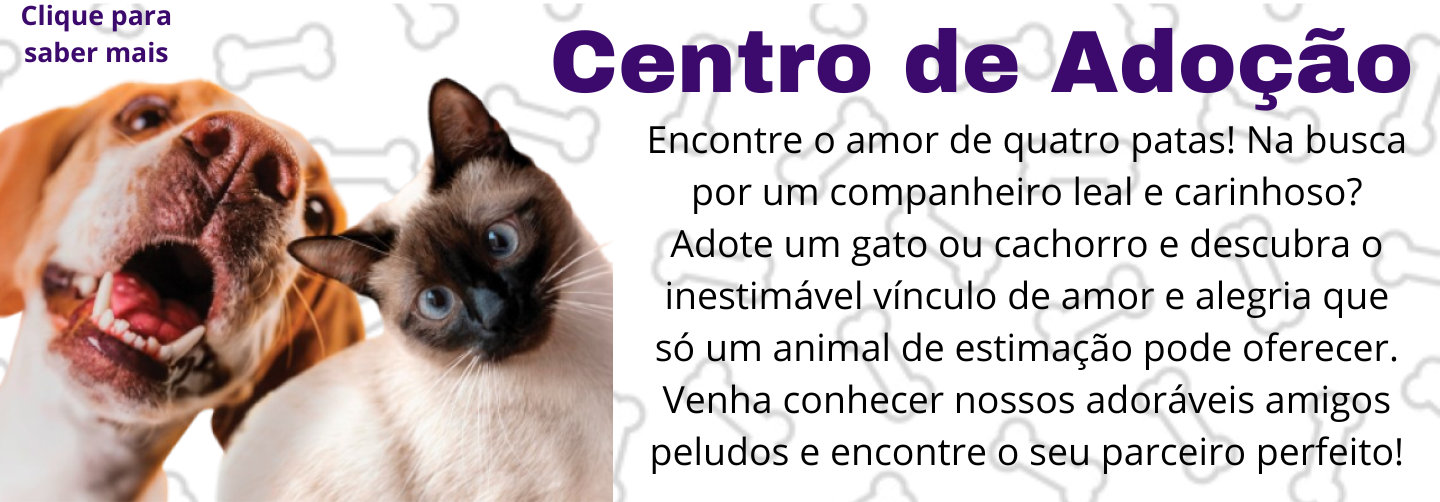 Clique para
saber mais
Centro de Adoção
Encontre o amor de quatro patas! Na busca
por um companheiro leal e carinhoso?
Adote um gato ou cachorro e descubra o
inestimável vínculo de amor e alegria que
só um animal de estimação pode oferecer.
Venha conhecer nossos adoráveis amigos
peludos e encontre o seu parceiro perfeito!